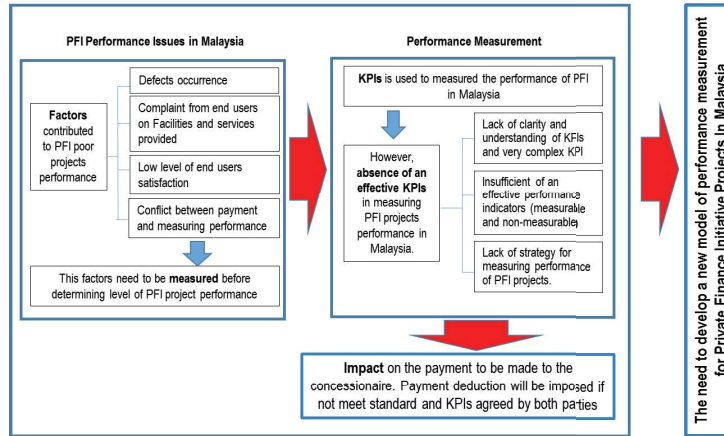 PFI Performance Issues in Malaysia
Factors
contributed
to PFI poor
projects
performance
Defects occurrence
Complaint from end users
on Facilities and services
provided
Low level of end users
satisfaction
Conflict between payment
and measuring performance
This factors need to be measured before
determining level of PFI project performance
Performance Measurement
KPIs is used to measured the performance of PFI
in Malaysia
However,
absence of an
effective KPIs
in measuring
PFI projects
performance in
Malaysia.
Lack of clarity and
understanding of KFIs
and very complex KPI
Insufficient of an
effective performance
indicators (measurable
and non-measurable)
Lack of strategy for
measuring performance
of PFI projects.
Impact on the payment to be made to the
concessionaire. Payment deduction will be imposed if
not meet standard and KPIs agreed by both parties
The need to develop a new model of performance measurement
for Private Finance Initiative Projects In Malaysia